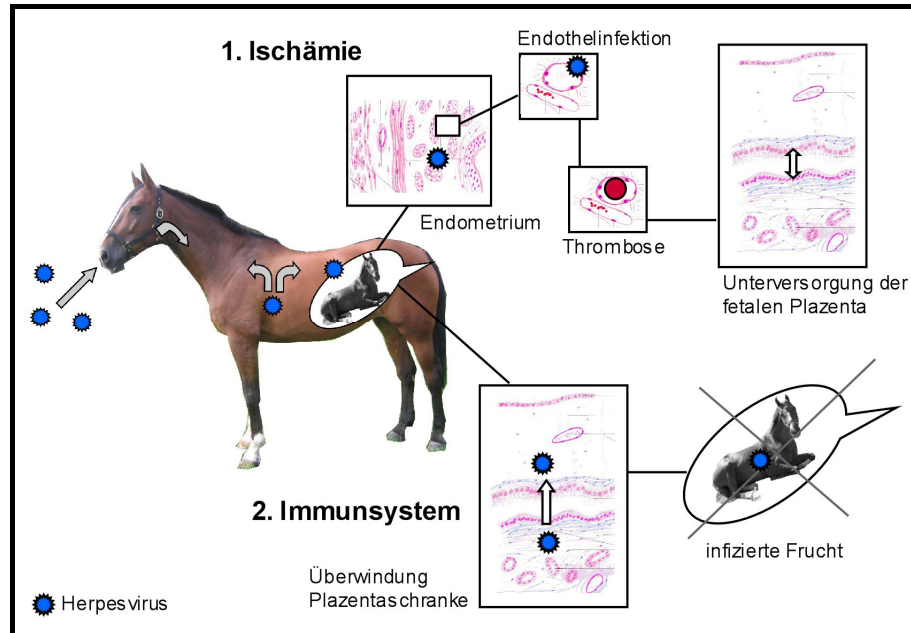 1. Ischämie
Endothelinfektion
Endometrium
Thrombose
Unterversorgung der
fetalen Plazenta
2. Immunsystem
Überwindung
Plazentaschranke
infizierte Frucht
Herpesvirus